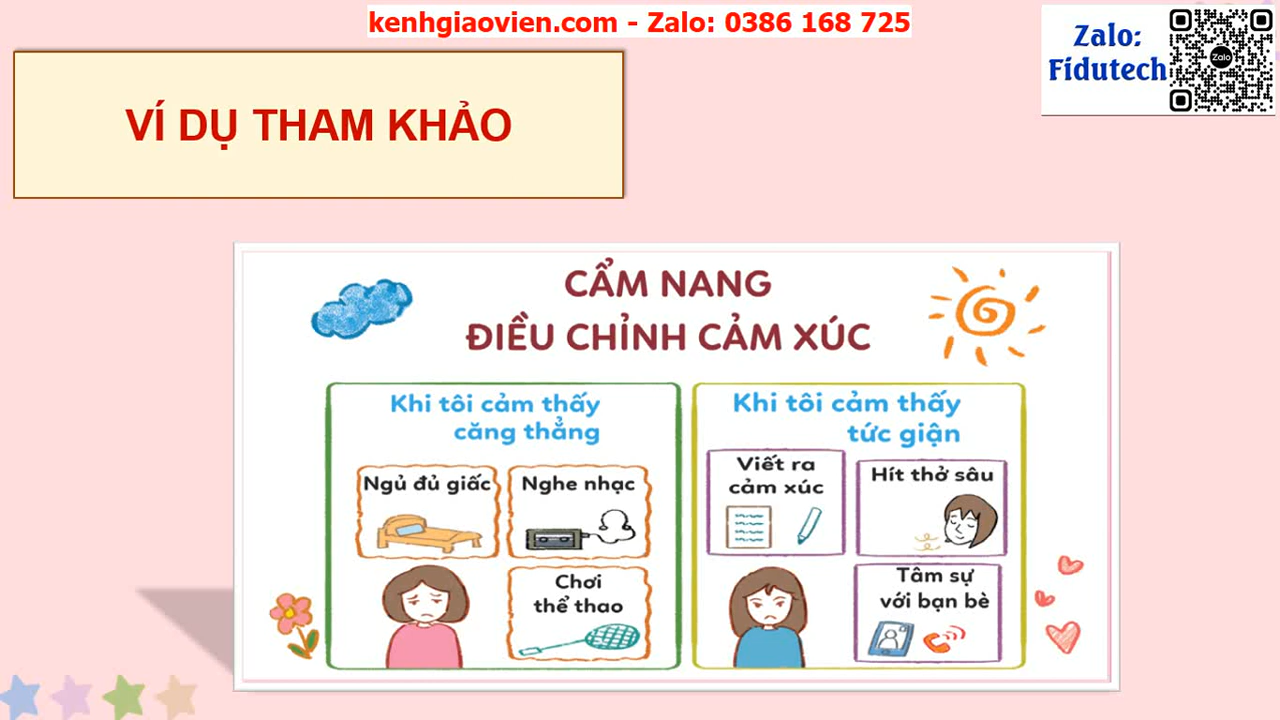 kenhgiaovien.com - Zalo: 0386 168 725
Zalo:
Fidutech
Zalo
VÍ DỤ THAM KHẢO
CẨM NANG
ĐIỀU CHỈNH CẢM XÚC
Khi tôi cảm thấy
căng thẳng
Ngủ đủ giấc
Nghe nhạc
Chơi
thể thao
Khi tôi cảm thấy
tức giận
Viết ra
cảm xúc
Hít thở sâu
Tâm sự
với bạn bè